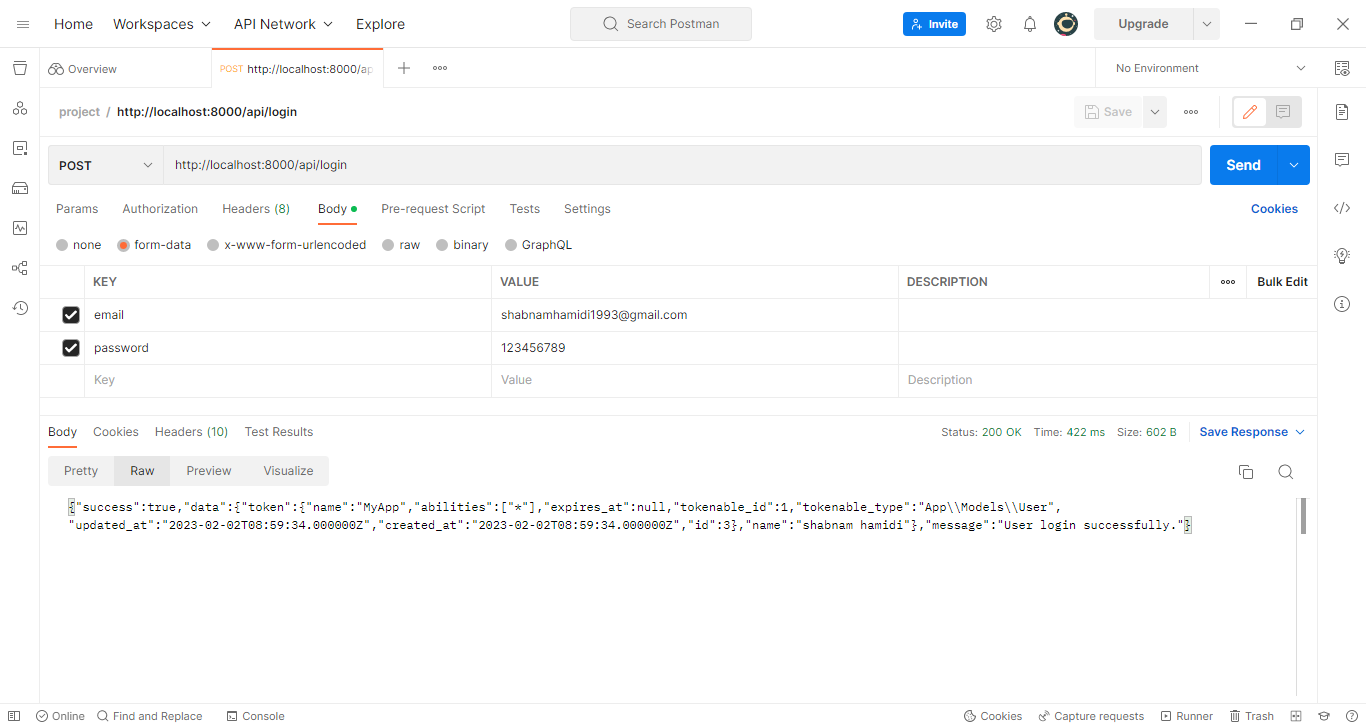 Home Workspaces API Network Explore Search Postman Invite Upgrade
Overview POST http://localhost:8000/ap No Environment
project / http://localhost:8000/api/login Save
POST http://localhost:8000/api/login Send
Params Authorization Headers (8) Body Pre-request Script Tests Settings Cookies
none form-data x-www-form-urlencoded raw binary GraphQL
KEY VALUE DESCRIPTION Bulk Edit
email shabnamhamidi1993@gmail.com
password 123456789
Key Value Description
Body Cookies Headers (10) Test Results Status: 200 OK Time: 422 ms Size: 602 B Save Response
Pretty Raw Preview Visualize
{"success":true,"data":{"token":{"name":"MyApp","abilities":["*"],"expires_at":null,"tokenable_id":1,"tokenable_type":"App\\Models\\User",
"updated_at":"2023-02-02T08:59:34.000000Z","created_at":"2023-02-02T08:59:34.000000Z","id":3},"name":"shabnam hamidi"},"message":"User login successfully."}
Online Find and Replace Console Cookies Capture requests Runner Trash